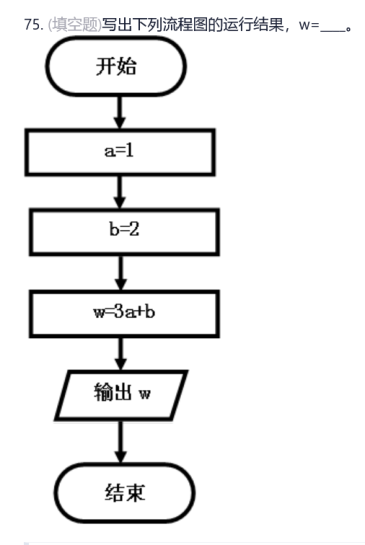 75. (填空题)写出下列流程图的运行结果，w=___。
开始
a=1
b=2
w=3a+b
输出 w
结束